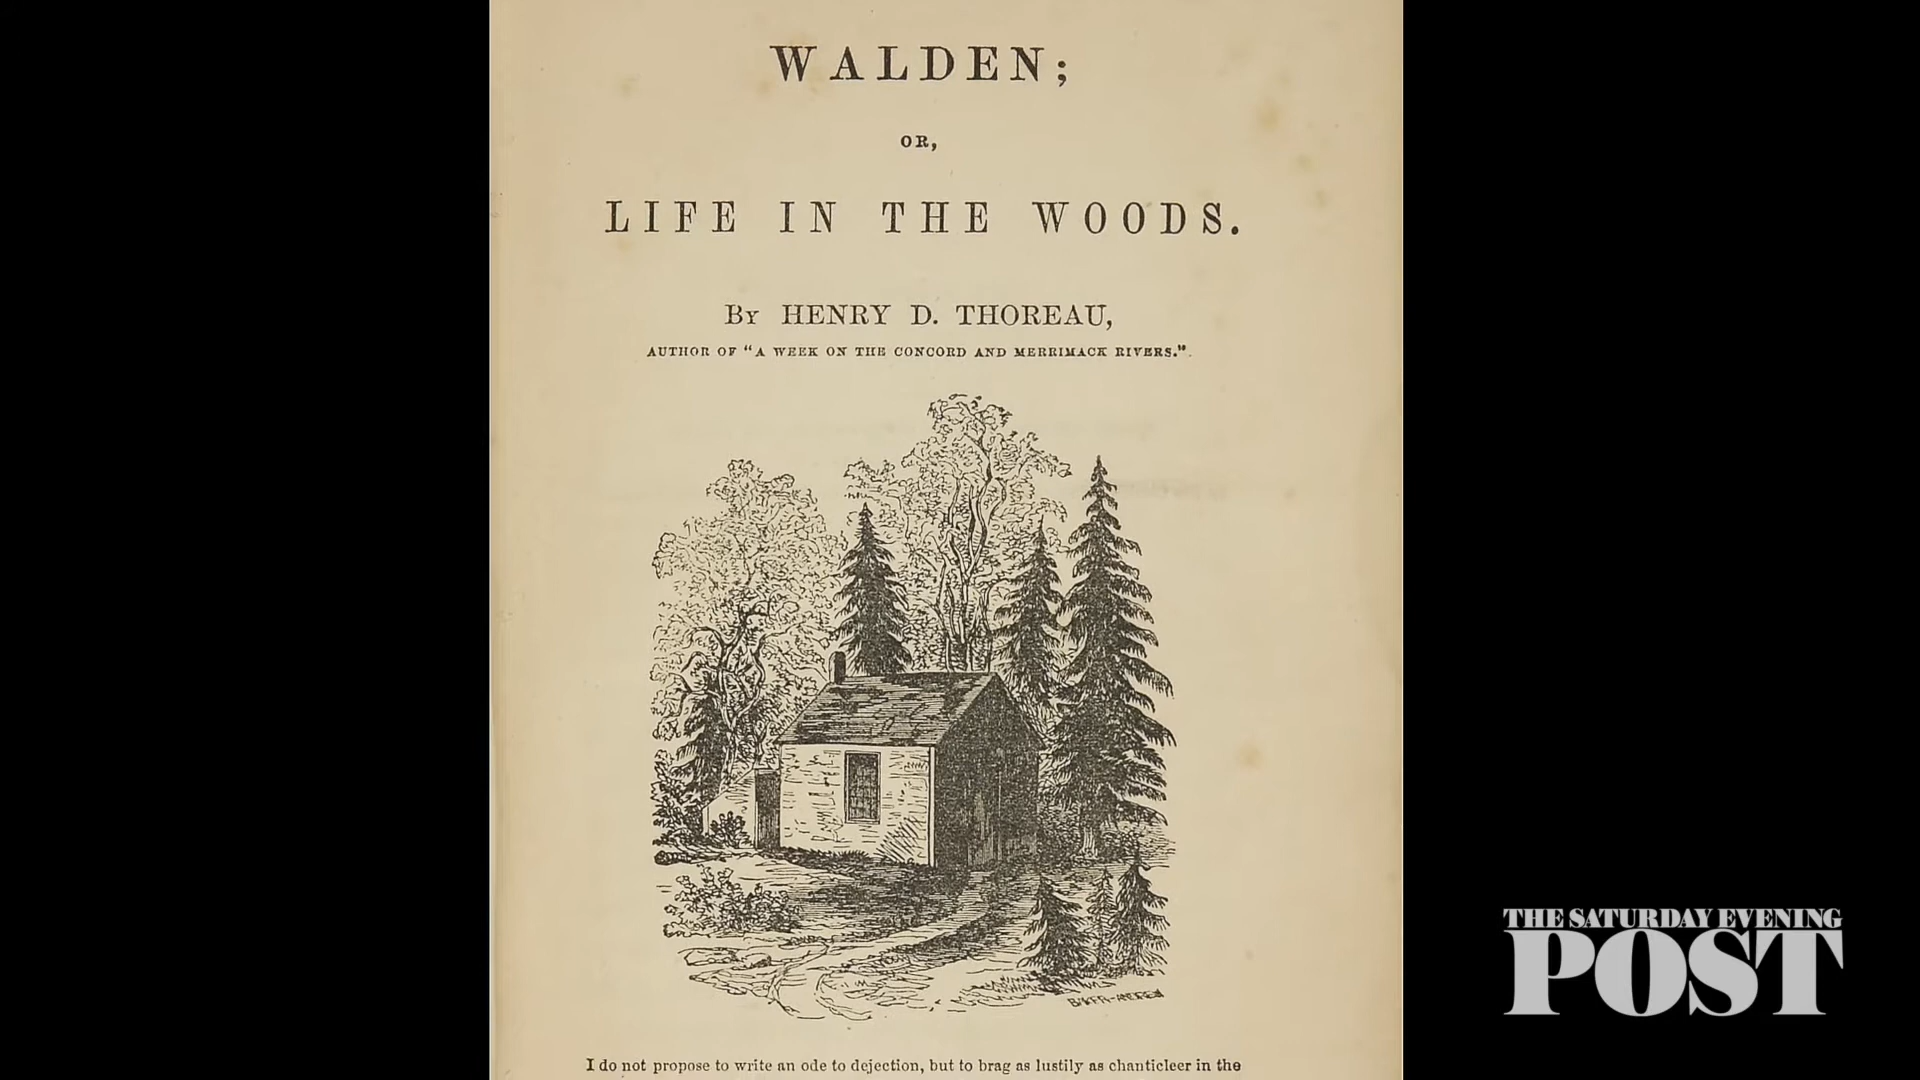 WALDEN;
OR,
LIFE IN THE WOODS.
BY HENRY D. THOREAU,
AUTHOR OF "A WEEK ON THE CONCORD AND MERRIMACK RIVERS."
I do not propose to write an ode to dejection, but to brag as lustily as chanticleer in the
THE SATURDAY EVENING
POST